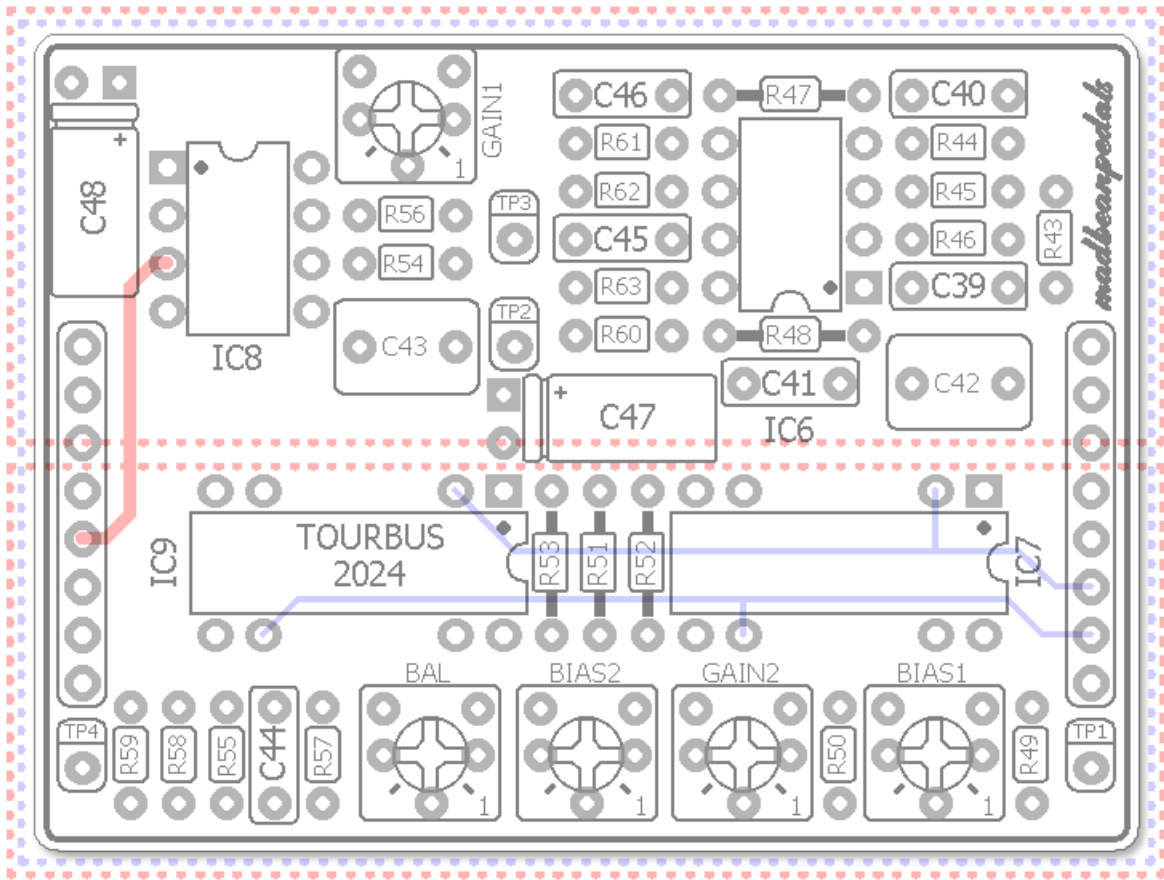 C46
R47
C40
GAIN1
1
R61
R44
madbeanpedals
+
C48
R62
R45
TP3
R56
C45
R46
R43
R54
R63
C39
TP2
R60
R48
IC8
C43
C41
C42
+
C47
IC6
IC9
TOURBUS
2024
R53
R51
R52
IC7
BAL
BIAS2
GAIN2
BIAS1
TP4
TP1
R59
R58
R55
C44
R57
R50
R49
1
1
1
1